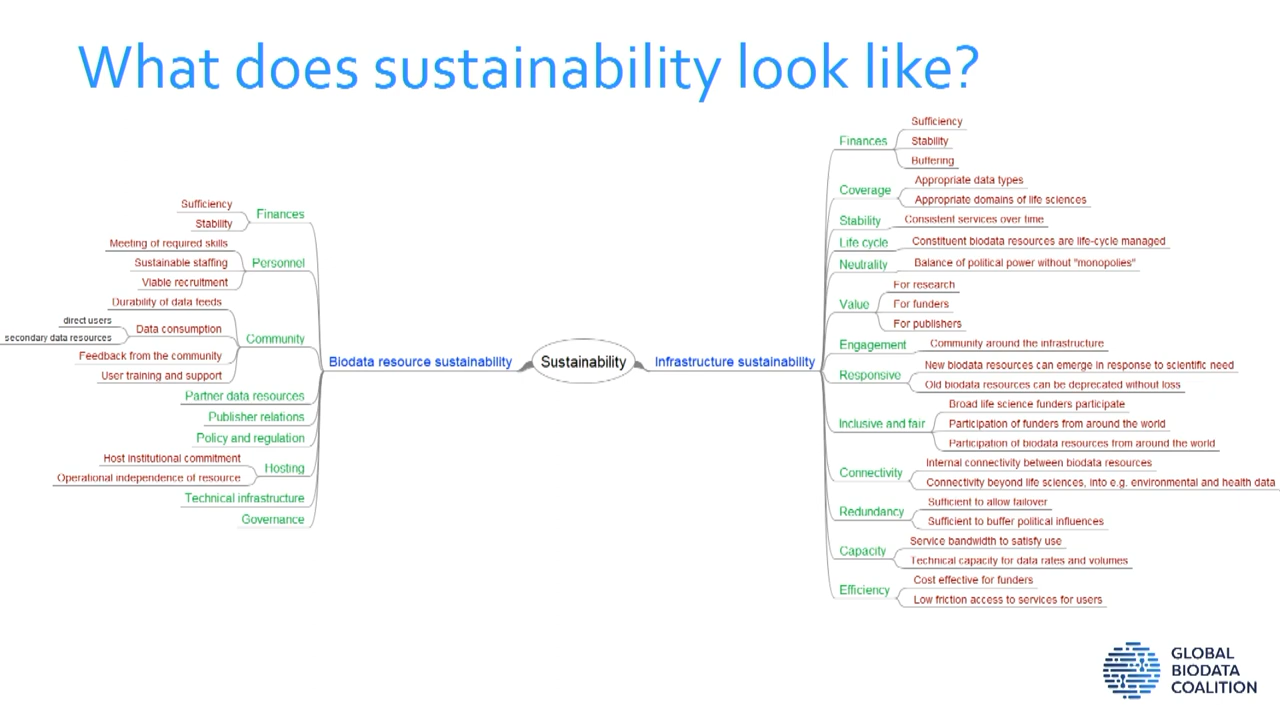 What does sustainability look like?
Sufficiency
Stability
Finances
Meeting of required skills
Sustainable staffing
Viable recruitment
Personnel
Durability of data feeds
direct users
secondary data resources
Data consumption
Feedback from the community
User training and support
Community
Partner data resources
Publisher relations
Policy and regulation
Host institutional commitment
Operational independence of resource
Hosting
Technical infrastructure
Governance
Biodata resource sustainability
Sustainability
Infrastructure sustainability
Finances
Sufficiency
Stability
Buffering
Coverage
Appropriate data types
Appropriate domains of life sciences
Stability
Consistent services over time
Life cycle
Constituent biodata resources are life-cycle managed
Neutrality
Balance of political power without "monopolies"
Value
For research
For funders
For publishers
Engagement
Community around the infrastructure
Responsive
New biodata resources can emerge in response to scientific need
Old biodata resources can be deprecated without loss
Inclusive and fair
Broad life science funders participate
Participation of funders from around the world
Participation of biodata resources from around the world
Connectivity
Internal connectivity between biodata resources
Connectivity beyond life sciences, into e.g. environmental and health data
Redundancy
Sufficient to allow failover
Sufficient to buffer political influences
Capacity
Service bandwidth to satisfy use
Technical capacity for data rates and volumes
Efficiency
Cost effective for funders
Low friction access to services for users
GLOBAL
BIODATA
COALITION